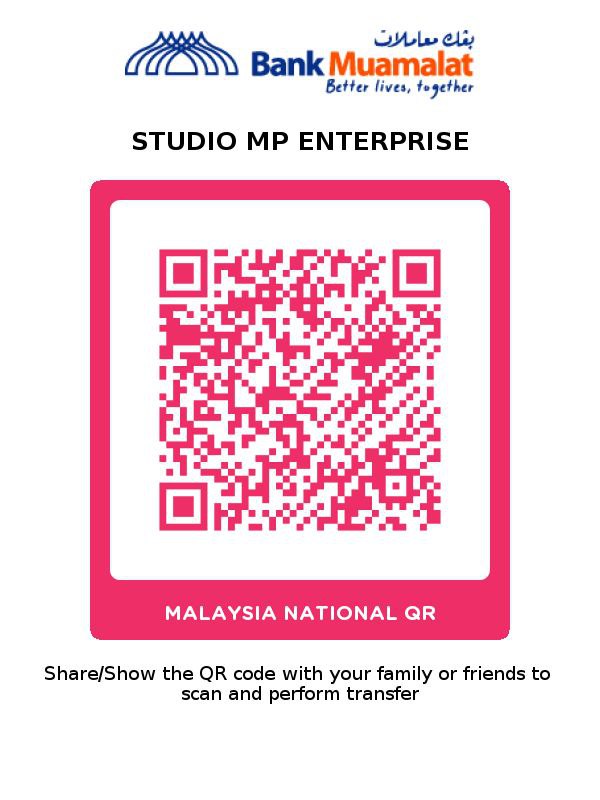 بنك معاملات
Bank Muamalat
Better lives, together
STUDIO MP ENTERPRISE
MALAYSIA NATIONAL QR
Share/Show the QR code with your family or friends to
scan and perform transfer